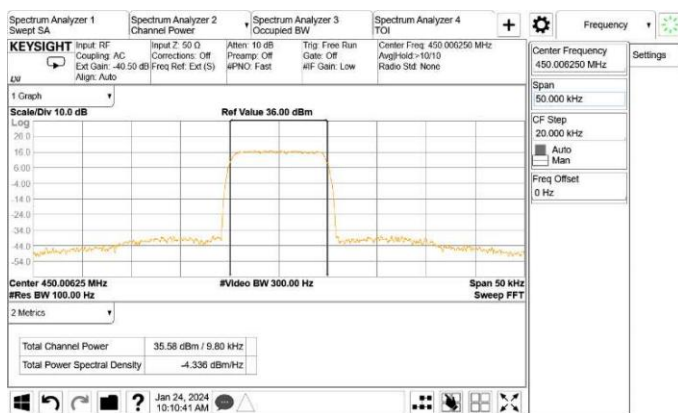 Spectrum Analyzer 1
Swept SA
Spectrum Analyzer 2
Channel Power
Spectrum Analyzer 3
Occupied BW
Spectrum Analyzer 4
TOI
+
Frequency
KEYSIGHT
Input: RF
Coupling: AC
Ext Gain: -40.50 dB
Align: Auto
Input Z: 50 Ω
Corrections: Off
Freq Ref: Ext (S)
Atten: 10 dB
Preamp: Off
#PNO: Fast
Trig: Free Run
Gate: Off
#IF Gain: Low
Center Freq: 450.006250 MHz
Avg|Hold:>10/10
Radio Std: None
Center Frequency
450.006250 MHz
Settings
Span
50.000 kHz
CF Step
20.000 kHz
Auto
Man
Freq Offset
0 Hz
1 Graph
Scale/Div 10.0 dB
Ref Value 36.00 dBm
Log
26.0
16.0
6.00
-4.00
-14.0
-24.0
-34.0
-44.0
-54.0
Center 450.00625 MHz
#Video BW 300.00 Hz
Span 50 kHz
#Res BW 100.00 Hz
Sweep FFT
2 Metrics
Total Channel Power 35.58 dBm / 9.80 kHz
Total Power Spectral Density -4.336 dBm/Hz
?
Jan 24, 2024
10:10:41 AM